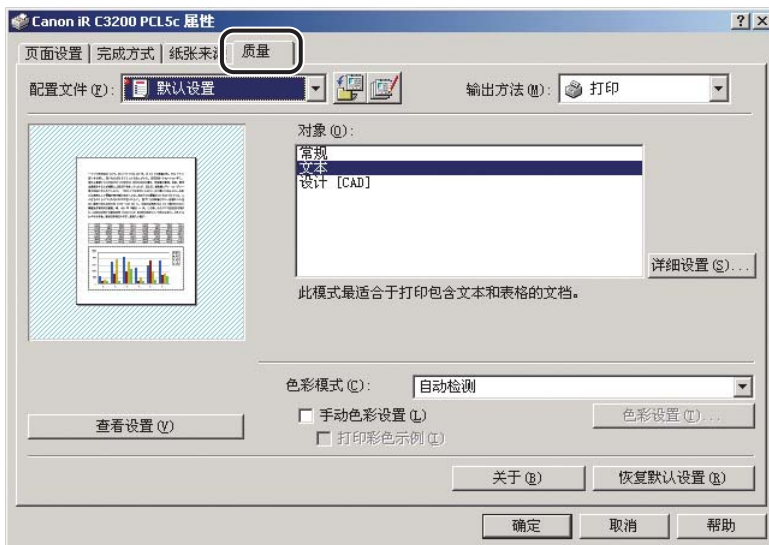 Canon iR C3200 PCL5c 属性
页面设置 完成方式 纸张来 质量
配置文件(F): 默认设置 输出方法(M): 打印
对象(O):
常规
文本
设计 [CAD]
详细设置(S)...
此模式最适合于打印包含文本和表格的文档。
色彩模式(C): 自动检测
查看设置(V)
手动色彩设置(L) 色彩设置(T)...
打印彩色示例(I)
关于(B) 恢复默认设置(R)
确定 取消 帮助